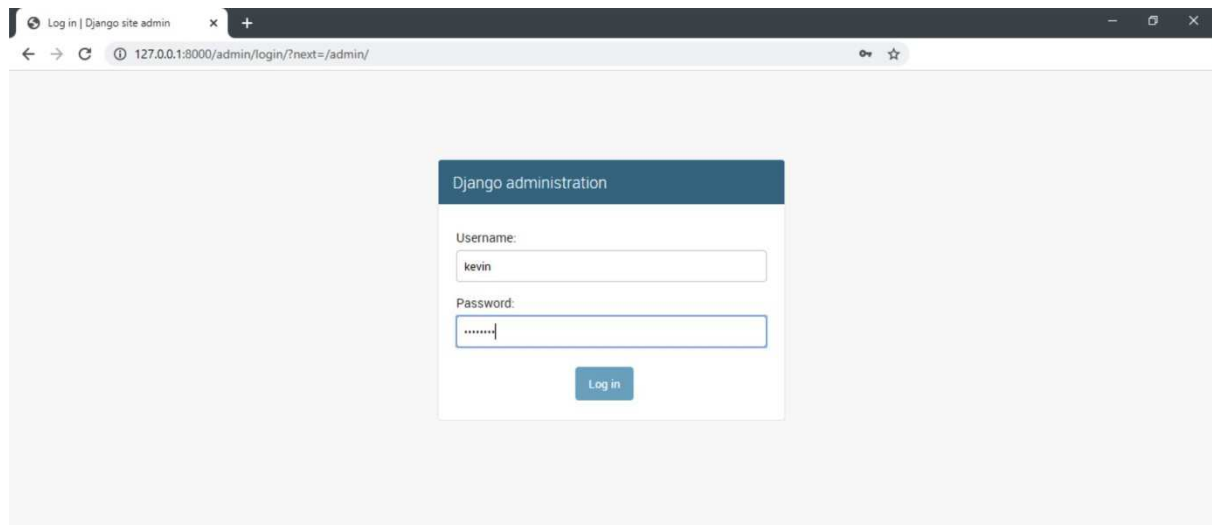 Log in | Django site admin
127.0.0.1:8000/admin/login/?next=/admin/
Django administration
Username:
kevin
Password:
••••••••
Log in